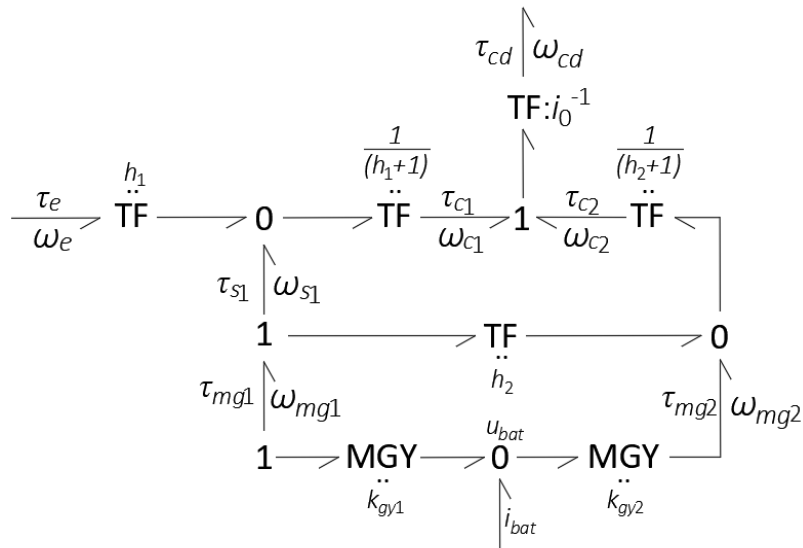 τcd ωcd
TF:i0-1
h1
1/(h1+1)
1/(h2+1)
τe
TF
0
TF
τc1
1
τc2
TF
ωe
ωc1
ωc2
τs1 ωs1
1
TF
0
h2
τmg1 ωmg1
τmg2 ωmg2
ubat
1
MGY
0
MGY
kgy1
kgy2
ibat